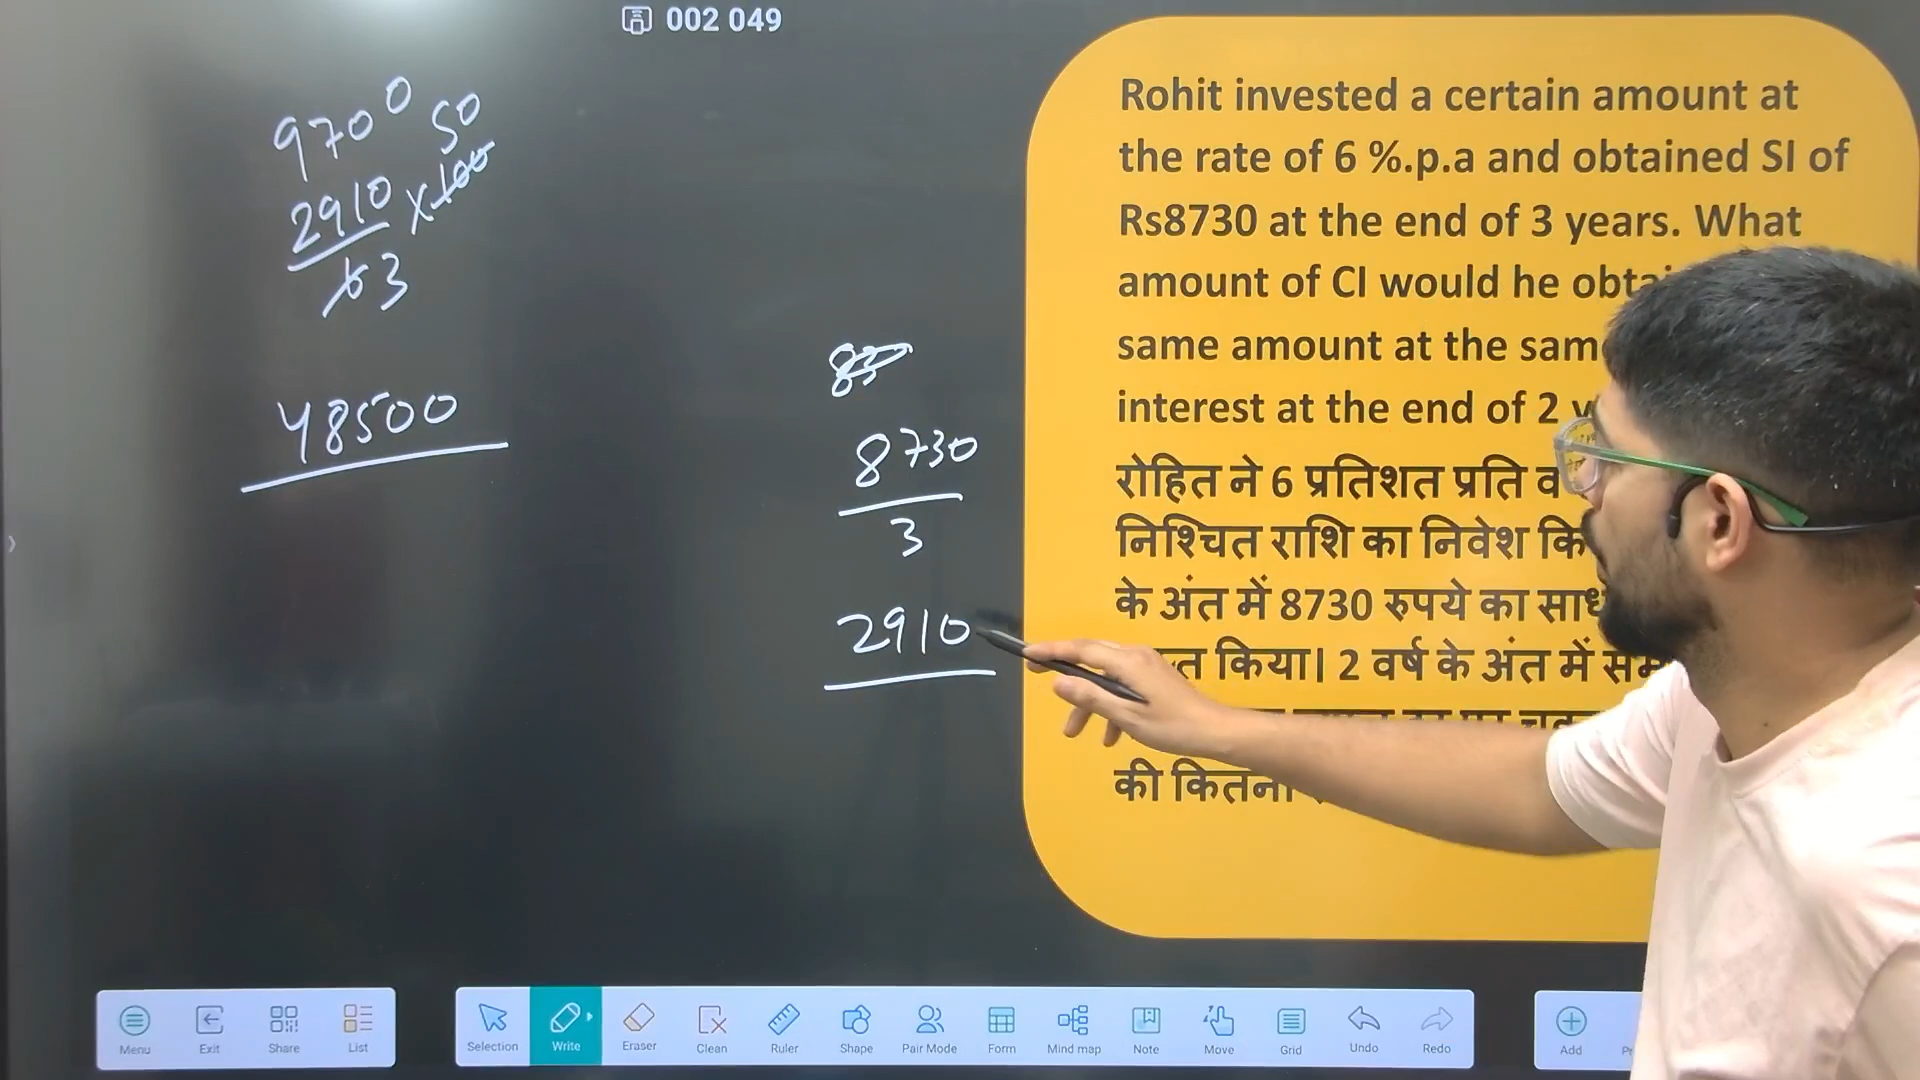 002 049
9700 50
2910 × 100
6 3
48500
85
8730
3
2910
Rohit invested a certain amount at
the rate of 6 %.p.a and obtained SI of
Rs8730 at the end of 3 years. What
amount of CI would he
same amount at the
interest at the end of 2
रोहित ने 6 प्रतिशत प्रति
निश्चित राशि का निवेश
के अंत में 8730 रुपये का
किया। 2 वर्ष के अंत में
की
Menu Exit Share List
Selection Write Eraser Clean Ruler Shape Pair Mode Form Mind map Note Move Grid Undo Redo
Add